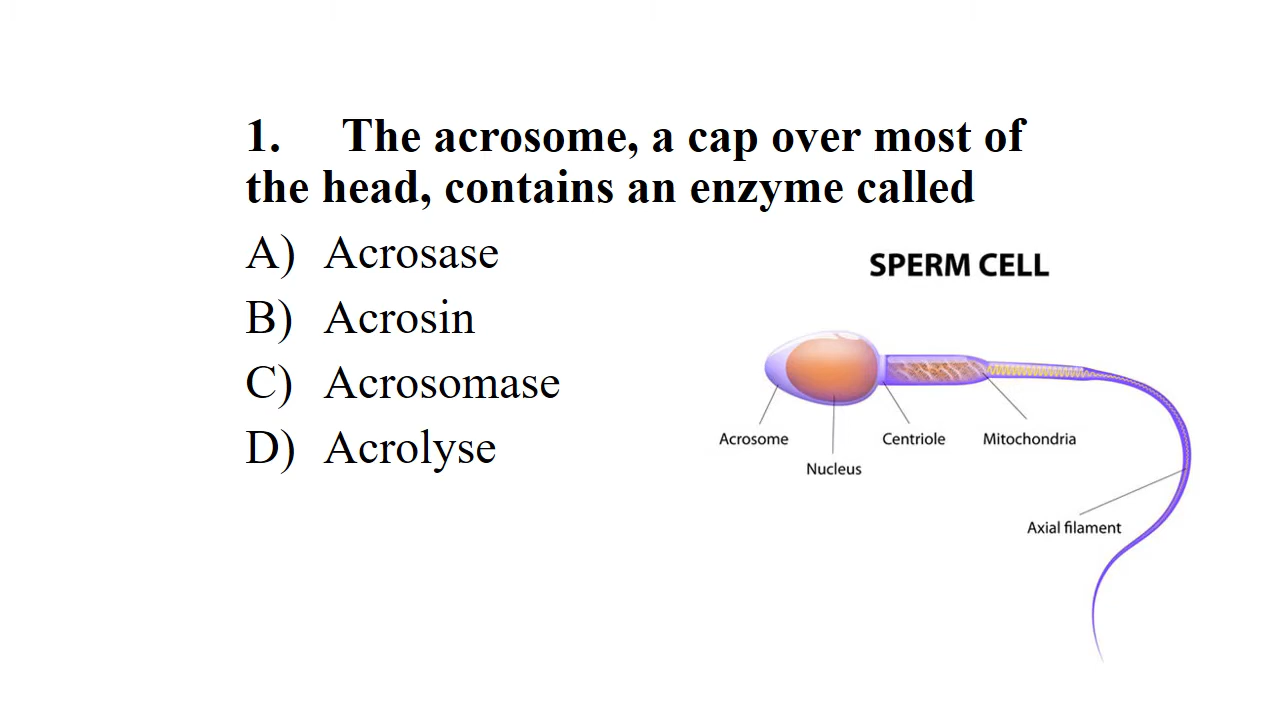 1. The acrosome, a cap over most of
the head, contains an enzyme called
A) Acrosase
B) Acrosin
C) Acrosomase
D) Acrolyse
SPERM CELL
Acrosome
Nucleus
Centriole
Mitochondria
Axial filament